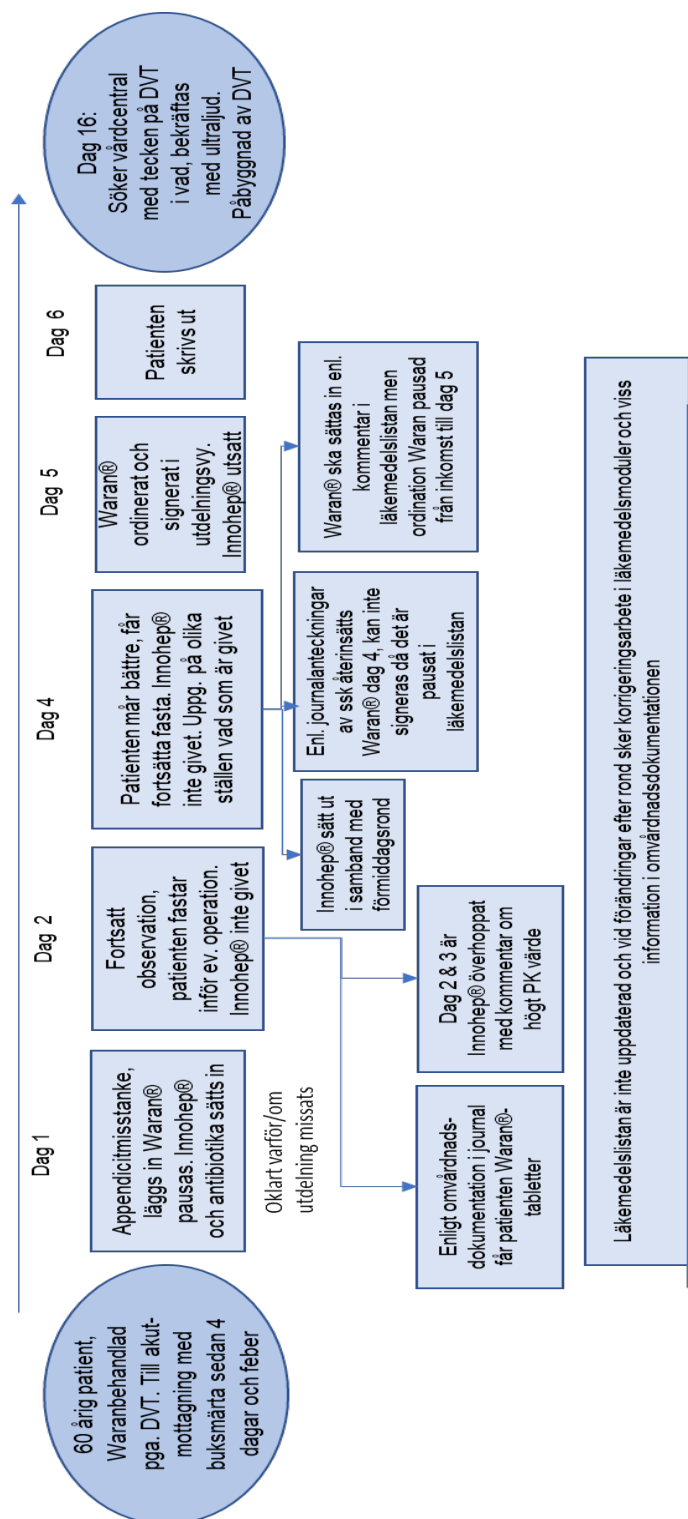 60 årig patient,
Waranbehandlad
pga. DVT. Till akut-
mottagning med
buksmärta sedan 4
dagar och feber
Dag 1
Appendicitmisstanke,
läggs in Waran®
pausas. Innohep®
och antibiotika sätts in
Oklart varför/om
utdelning missats
Dag 2
Fortsatt
observation,
patienten fastar
inför ev. operation.
Innohep® inte givet
Enligt omvårdnads-
dokumentation i journal
får patienten Waran®-
tabletter
Dag 2 & 3 är
Innohep® överhoppat
med kommentar om
högt PK värde
Dag 4
Patienten mår bättre, får
fortsätta fasta. Innohep®
inte givet. Uppg. på olika
ställen vad som är givet
Innohep® sätt ut
i samband med
förmiddagsrond
Enl. journalanteckningar
av ssk återinsätts
Waran® dag 4, kan inte
signeras då det är
pausat i
läkemedelslistan
Waran® ska sättas in enl.
kommentar i
läkemedelslistan men
ordination Waran pausad
från inkomst till dag 5
Dag 5
Waran®
ordinerat och
signerat i
utdelningsvy.
Innohep® utsatt
Dag 6
Patienten
skrivs ut
Dag 16:
Söker vårdcentral
med tecken på DVT
i vad, bekräftas
med ultraljud.
Påbyggnad av DVT
Läkemedelslistan är inte uppdaterad och vid förändringar efter rond sker korrigeringsarbete i läkemedelsmoduler och viss
information i omvårdnadsdokumentationen